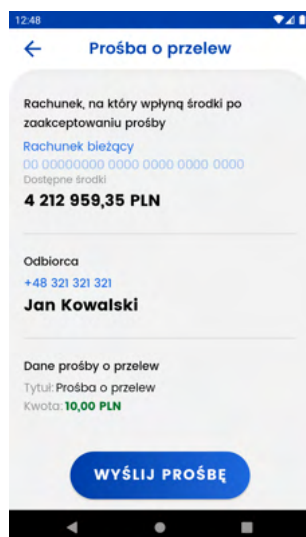 12:48
Prośba o przelew
Rachunek, na który wpłyną środki po
zaakceptowaniu prośby
Rachunek bieżący
00 00000000 0000 0000 0000 0000
Dostępne środki
4 212 959,35 PLN
Odbiorca
+48 321 321 321
Jan Kowalski
Dane prośby o przelew
Tytuł: Prośba o przelew
Kwota: 10,00 PLN
WYŚLIJ PROŚBĘ